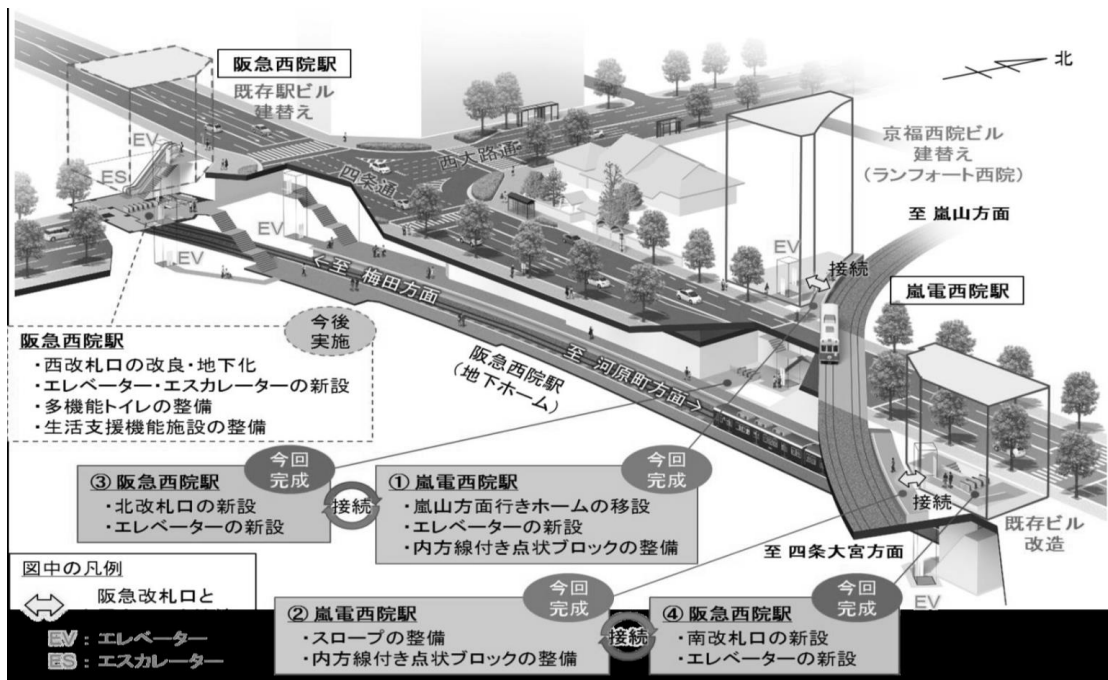 阪急西院駅
既存駅ビル
建替え
EV
ES
EV
EV
四条通
西大路通
北
京福西院ビル
建替え
(ランフォート西院)
至 嵐山方面
EV
接続
嵐電西院駅
<至 梅田方面
阪急西院駅
(地下ホーム)
至 河原町方面>
今後
実施
阪急西院駅
・西改札口の改良・地下化
・エレベーター・エスカレーターの新設
・多機能トイレの整備
・生活支援機能施設の整備
今回
完成
③ 阪急西院駅
・北改札口の新設
・エレベーターの新設
接続
今回
完成
① 嵐電西院駅
・嵐山方面行きホームの移設
・エレベーターの新設
・内方線付き点状ブロックの整備
接続
既存ビル
改造
至 四条大宮方面
EV
今回
完成
② 嵐電西院駅
・スロープの整備
・内方線付き点状ブロックの整備
接続
今回
完成
④ 阪急西院駅
・南改札口の新設
・エレベーターの新設
図中の凡例
阪急改札口と
EV:エレベーター
ES:エスカレーター